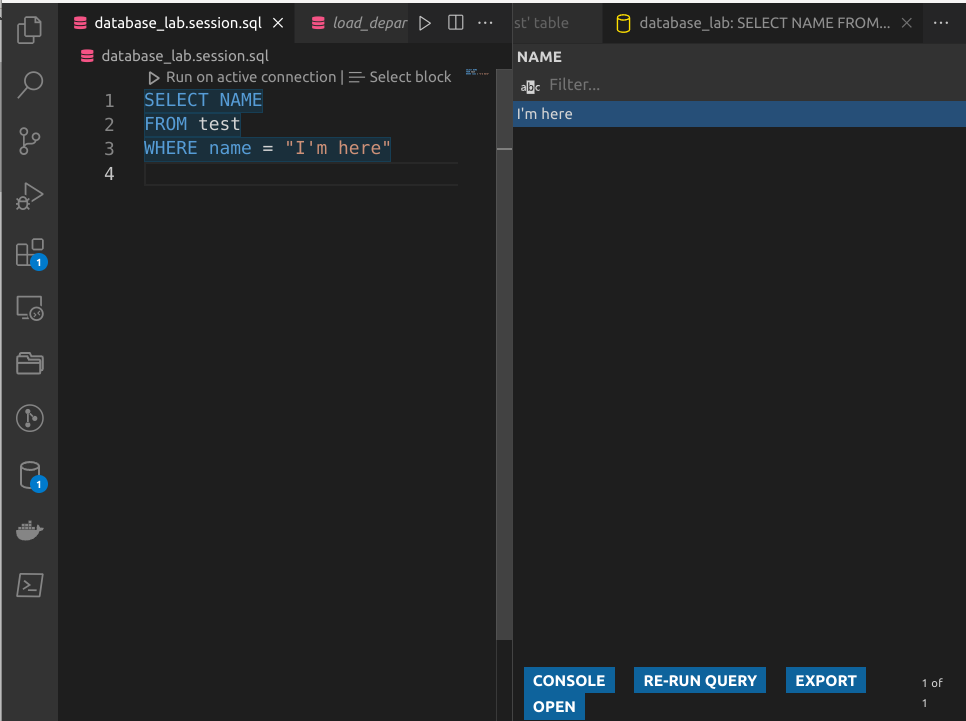 database_lab.session.sql
load_depar
st' table
database_lab: SELECT NAME FROM...
database_lab.session.sql
Run on active connection | Select block
1 SELECT NAME
2 FROM test
3 WHERE name = "I'm here"
4
NAME
abc Filter...
I'm here
1
1
CONSOLE
RE-RUN QUERY
EXPORT
OPEN
1 of
1